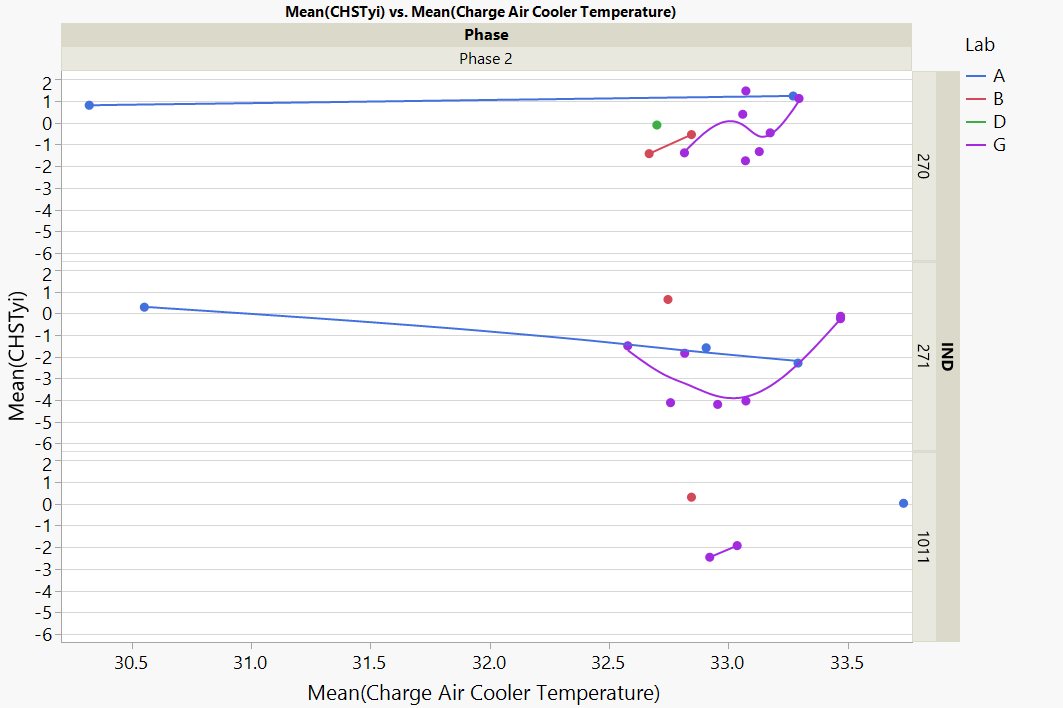 Mean(CHSTyi) vs. Mean(Charge Air Cooler Temperature)
Phase
Phase 2
Lab
A
B
D
G
2
1
0
-1
-2
-3
-4
-5
-6
270
2
1
0
-1
-2
-3
-4
-5
-6
271
IND
2
1
0
-1
-2
-3
-4
-5
-6
1011
Mean(CHSTyi)
30.5 31.0 31.5 32.0 32.5 33.0 33.5
Mean(Charge Air Cooler Temperature)